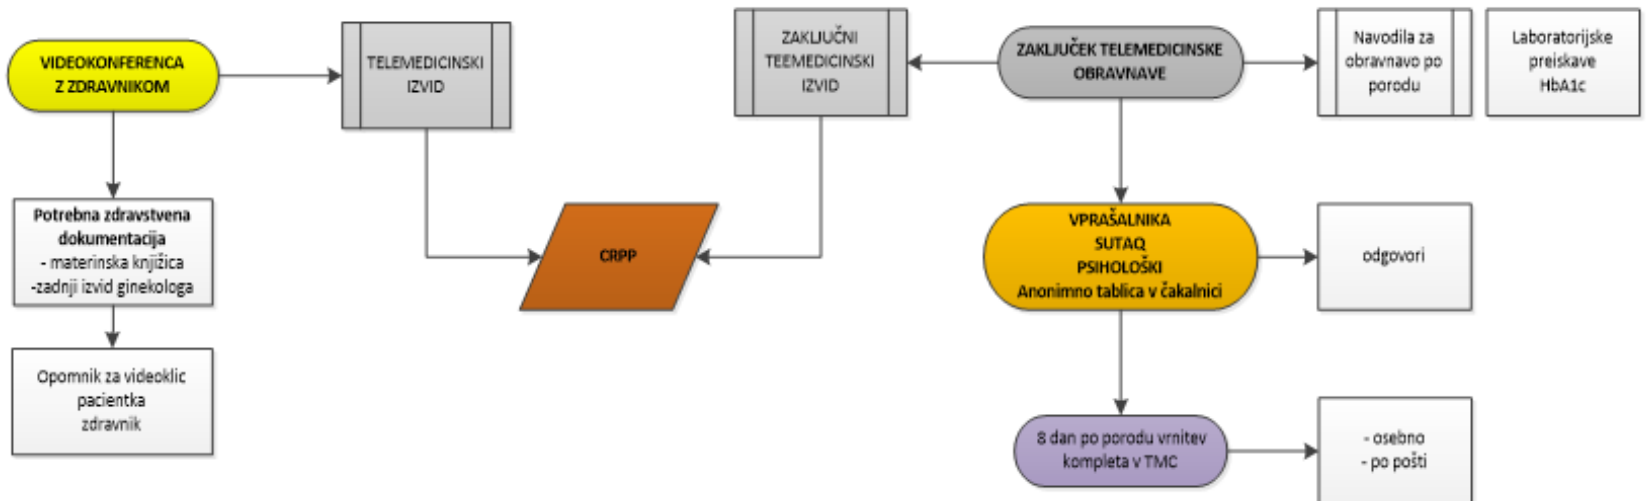 VIDEOKONFERENCA
Z ZDRAVNIKOM
TELEMEDICINSKI
IZVID
ZAKLJUČNI
TEEMEDICINSKI
IZVID
ZAKLJUČEK TELEMEDICINSKE
OBRAVNAVE
Navodila za
obravnavo po
porodu
Laboratorijske
preiskave
HbA1c
Potrebna zdravstvena
dokumentacija
- materinska knjižica
-zadnji izvid ginekologa
CRPP
VPRAŠALNIKA
SUTAQ
PSIHOLOŠKI
Anonimno tablica v čakalnici
odgovori
Opomnik za videoklic
pacientka
zdravnik
8 dan po porodu vrnitev
kompleta v TMC
- osebno
- po pošti